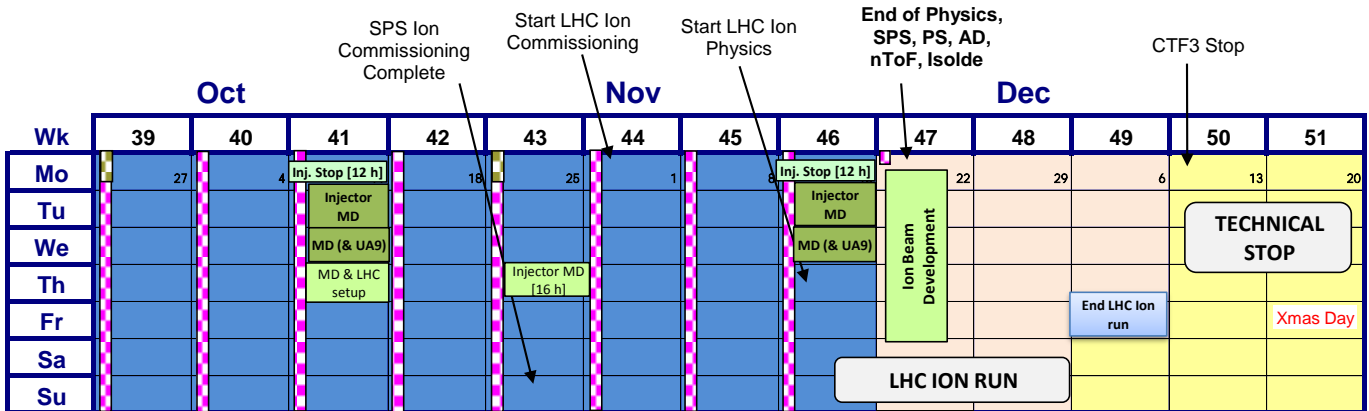 SPS Ion
Commissioning
Complete
Start LHC Ion
Commissioning
Start LHC Ion
Physics
End of Physics,
SPS, PS, AD,
nToF, Isolde
CTF3 Stop
Oct Nov Dec
Wk 39 40 41 42 43 44 45 46 47 48 49 50 51
Mo 27 4 Inj. Stop [12 h] 18 25 1 8 Inj. Stop [12 h] 22 29 6 13 20
Tu
Injector
MD
Injector
MD
TECHNICAL
STOP
We MD (& UA9) MD (& UA9)
Ion Beam
Development
Th
MD & LHC
setup
Injector MD
[16 h]
Fr
End LHC Ion
run
Xmas Day
Sa
LHC ION RUN
Su